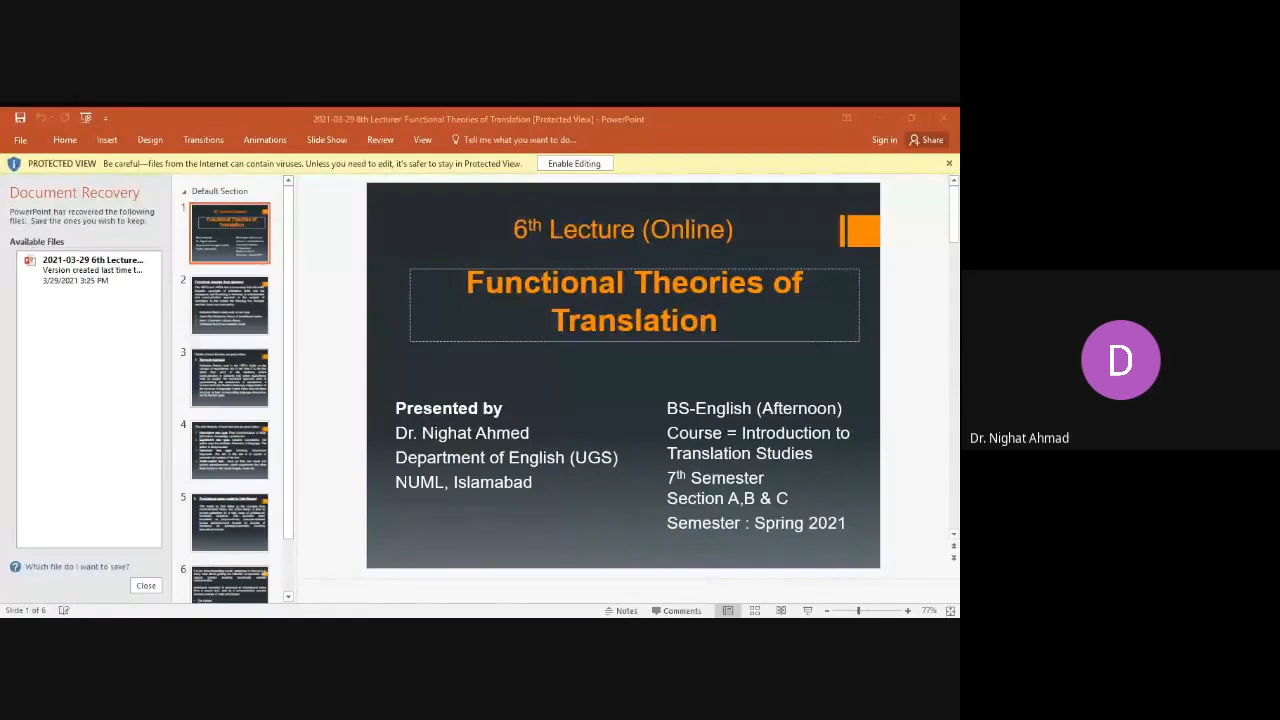 2021-03-29 6th Lecturer Functional Theories of Translation [Protected View] - PowerPoint
File Home Insert Design Transitions Animations Slide Show Review View Tell me what you want to do... Sign in Share
PROTECTED VIEW Be careful—files from the Internet can contain viruses. Unless you need to edit, it's safer to stay in Protected View. Enable Editing
Document Recovery
PowerPoint has recovered the following
files. Save the ones you wish to keep.
Available Files
2021-03-29 6th Lecture...
Version created last time t...
3/29/2021 3:25 PM
Which file do I want to save?
Close
Default Section
1
2
3
4
5
6
6th Lecture (Online)
Functional Theories of
Translation
Presented by
Dr. Nighat Ahmed
Department of English (UGS)
NUML, Islamabad
BS-English (Afternoon)
Course = Introduction to
Translation Studies
7th Semester
Section A,B & C
Semester : Spring 2021
Slide 1 of 6 Notes Comments 77%
D
Dr. Nighat Ahmad